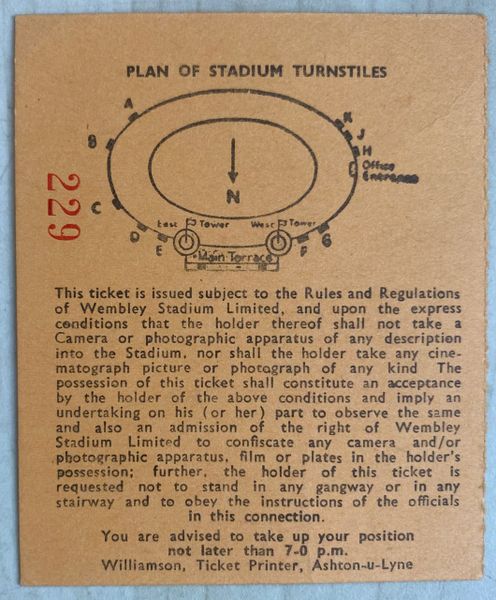 PLAN OF STADIUM TURNSTILES
A
K
B
J
H
Office
Entrance
229
N
C
East Tower
West Tower
D
E
F
G
Main Terrace
This ticket is issued subject to the Rules and Regulations
of Wembley Stadium Limited, and upon the express
conditions that the holder thereof shall not take a
Camera or photographic apparatus of any description
into the Stadium, nor shall the holder take any cine-
matograph picture or photograph of any kind The
possession of this ticket shall constitute an acceptance
by the holder of the above conditions and imply an
undertaking on his (or her) part to observe the same
and also an admission of the right of Wembley
Stadium Limited to confiscate any camera and/or
photographic apparatus, film or plates in the holder's
possession; further, the holder of this ticket is
requested not to stand in any gangway or in any
stairway and to obey the instructions of the officials
in this connection.
You are advised to take up your position
not later than 7-0 p.m.
Williamson, Ticket Printer, Ashton-u-Lyne